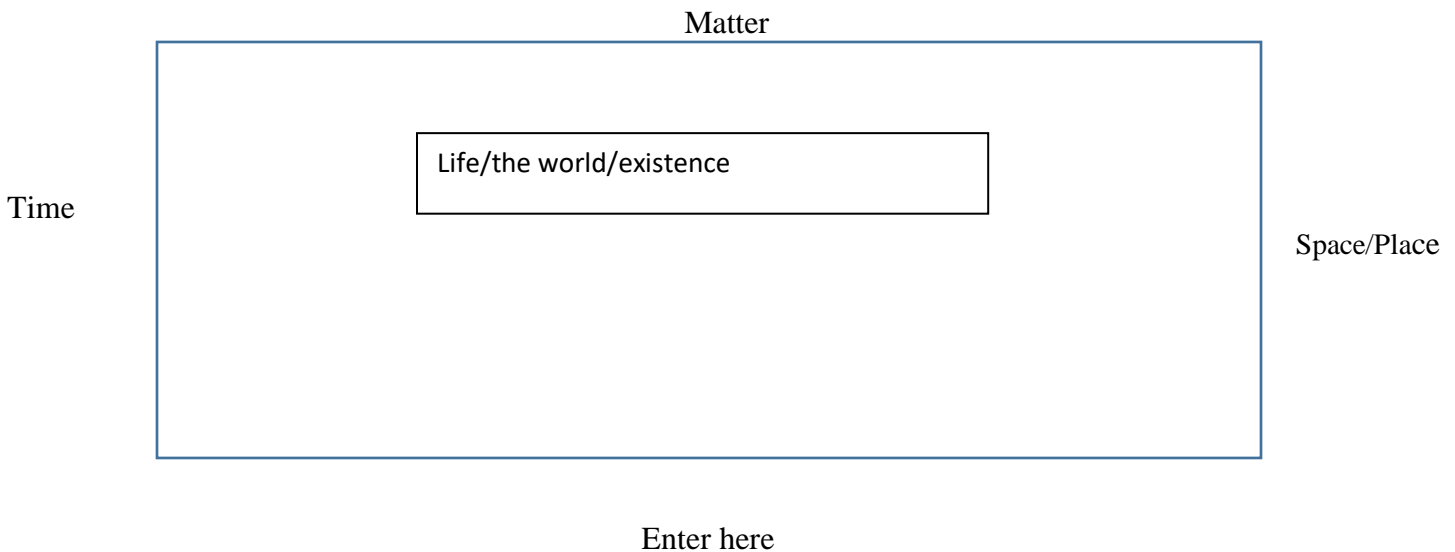 Matter
Life/the world/existence
Time
Space/Place
Enter here